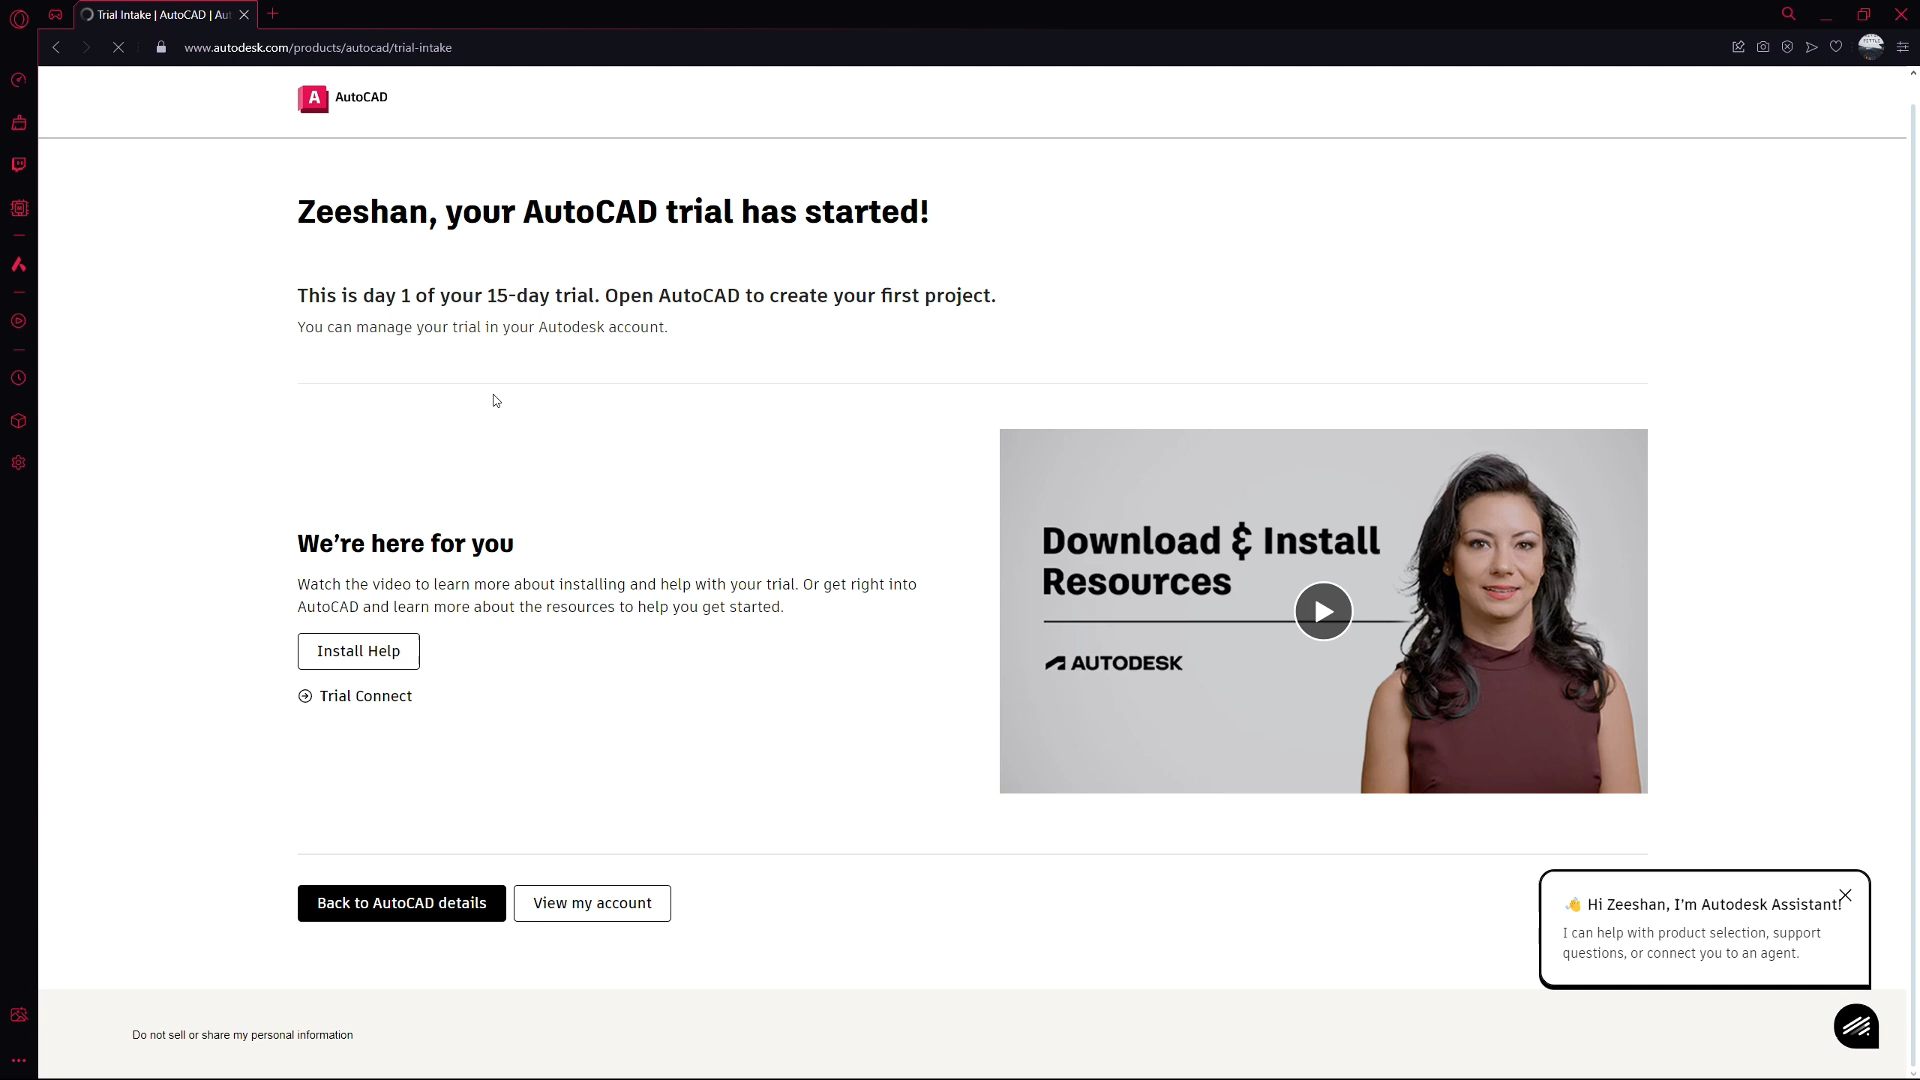 Trial Intake | AutoCAD | Aut
www.autodesk.com/products/autocad/trial-intake
A AutoCAD
Zeeshan, your AutoCAD trial has started!
This is day 1 of your 15-day trial. Open AutoCAD to create your first project.
You can manage your trial in your Autodesk account.
We're here for you
Watch the video to learn more about installing and help with your trial. Or get right into
AutoCAD and learn more about the resources to help you get started.
Install Help
Trial Connect
Download & Install
Resources
AUTODESK
Back to AutoCAD details
View my account
👋 Hi Zeeshan, I'm Autodesk Assistant!
I can help with product selection, support
questions, or connect you to an agent.
Do not sell or share my personal information